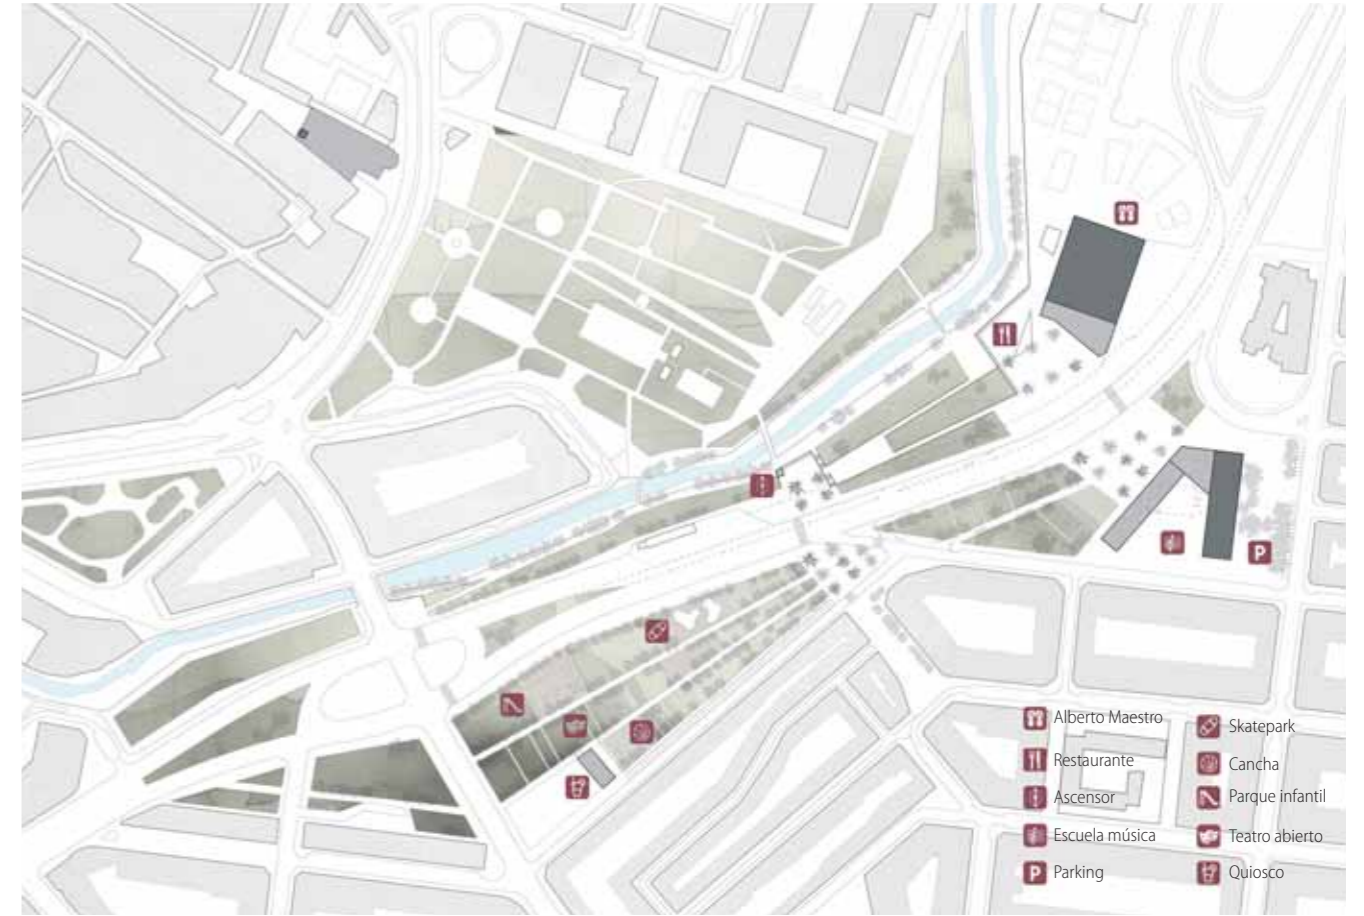 P
Alberto Maestro
Restaurante
Ascensor
Escuela música
P Parking
Skatepark
Cancha
Parque infantil
Teatro abierto
Quiosco